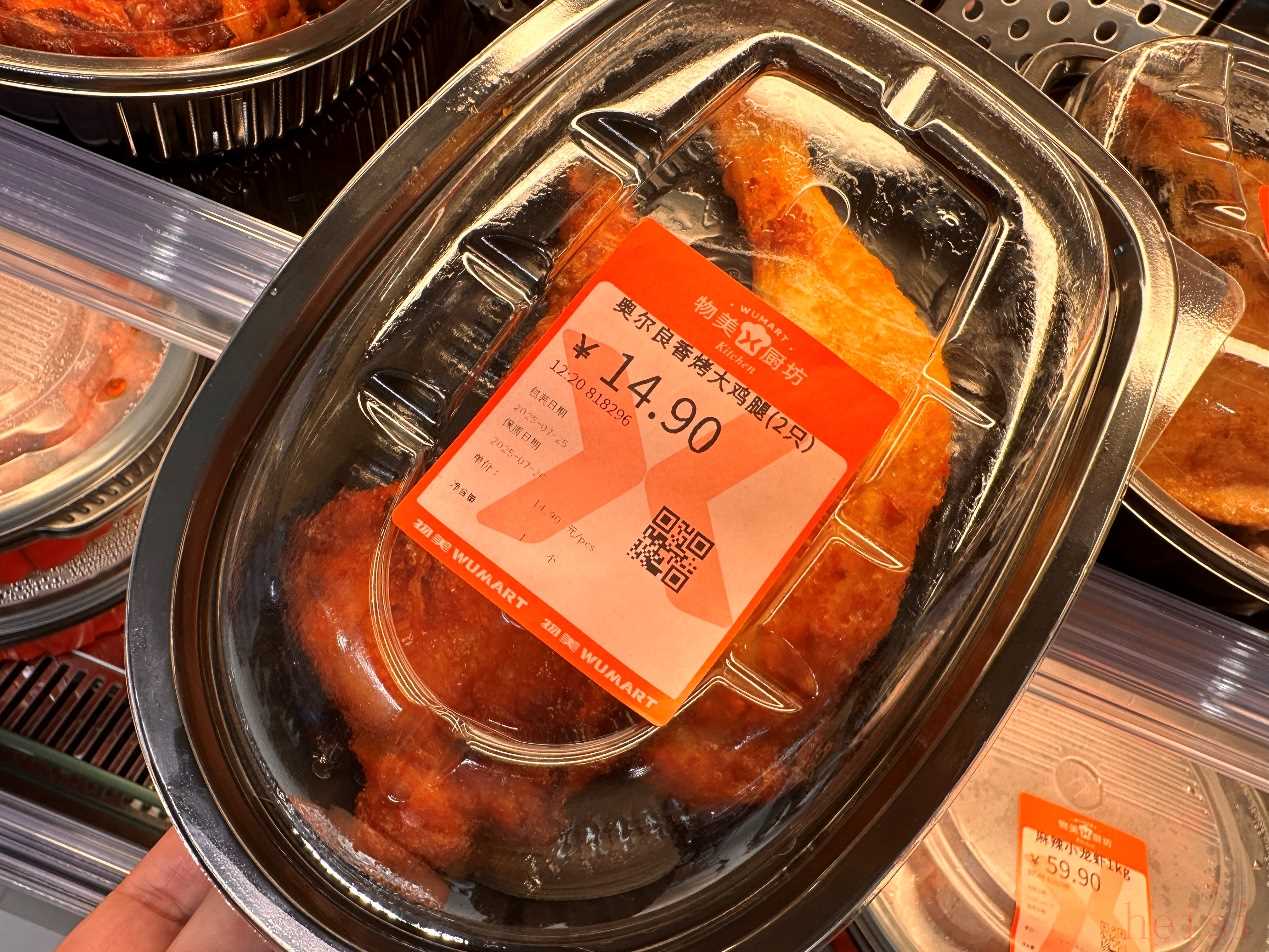 · WUMART ·
物美 厨坊
Kitchen
奥尔良香烤大鸡腿(2只)
¥ 14.90
12:20 818296
包装日期
2025-07-25
保质日期
单价:
14.90 元/pcs
净含量
1 个
物美 WUMART 物美 WUMART
物美 厨坊
麻辣小龙虾1kg
¥ 59.90